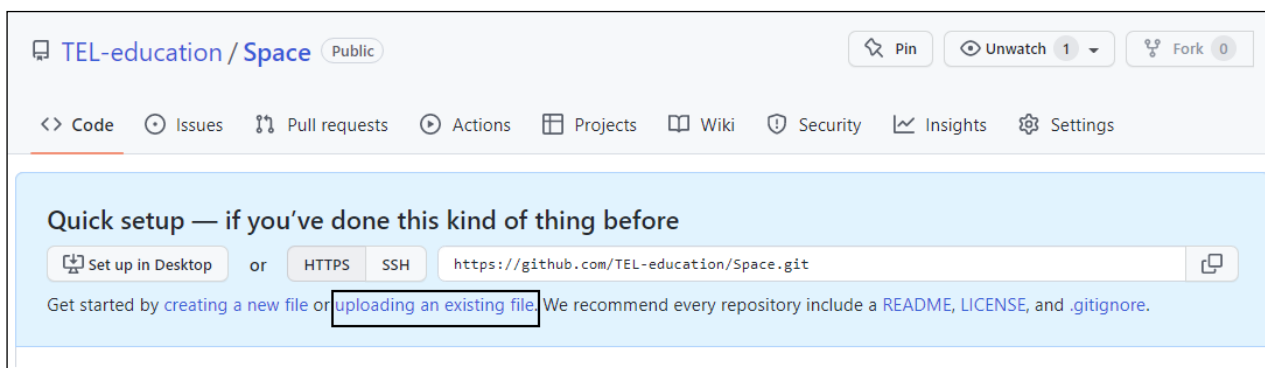 TEL-education / Space Public Pin Unwatch 1 Fork 0
<> Code Issues Pull requests Actions Projects Wiki Security Insights Settings
Quick setup — if you’ve done this kind of thing before
Set up in Desktop or HTTPS SSH https://github.com/TEL-education/Space.git
Get started by creating a new file or uploading an existing file. We recommend every repository include a README, LICENSE, and .gitignore.